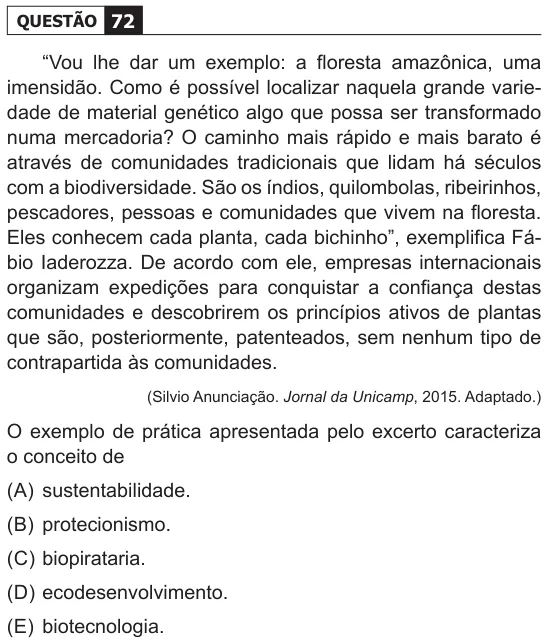 QUESTÃO 72
“Vou lhe dar um exemplo: a floresta amazônica, uma
imensidão. Como é possível localizar naquela grande varie-
dade de material genético algo que possa ser transformado
numa mercadoria? O caminho mais rápido e mais barato é
através de comunidades tradicionais que lidam há séculos
com a biodiversidade. São os índios, quilombolas, ribeirinhos,
pescadores, pessoas e comunidades que vivem na floresta.
Eles conhecem cada planta, cada bichinho”, exemplifica Fá-
bio Iaderozza. De acordo com ele, empresas internacionais
organizam expedições para conquistar a confiança destas
comunidades e descobrirem os princípios ativos de plantas
que são, posteriormente, patenteados, sem nenhum tipo de
contrapartida às comunidades.
(Silvio Anunciação. Jornal da Unicamp, 2015. Adaptado.)
O exemplo de prática apresentada pelo excerto caracteriza
o conceito de
(A) sustentabilidade.
(B) protecionismo.
(C) biopirataria.
(D) ecodesenvolvimento.
(E) biotecnologia.